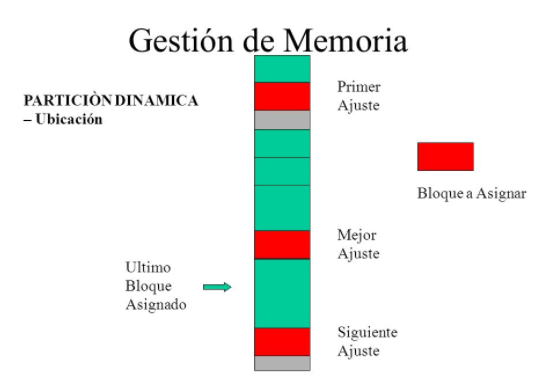 Gestión de Memoria
PARTICIÒN DINAMICA
– Ubicación
Primer
Ajuste
Bloque a Asignar
Mejor
Ajuste
Ultimo
Bloque
Asignado
Siguiente
Ajuste